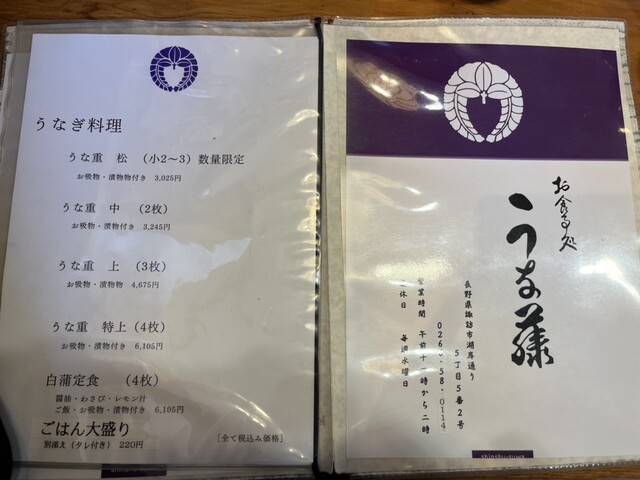 うなぎ料理
うな重 松 (小2〜3) 数量限定
お吸物・漬物物付き 3,025円
うな重 中 (2枚)
お吸物・漬物付き 3,245円
うな重 上 (3枚)
お吸物・漬物物 4,675円
うな重 特上 (4枚)
お吸物・漬物付き 6,105円
白蒲定食 (4枚)
醤油・わさび・レモン汁
ご飯・お吸物・漬物付き 6,105円
ごはん大盛り
別添え (タレ付き) 220円
[全て税込み価格]
お食事処
うな藤
長野県諏訪市湖岸通り
5丁目5番2号
営業時間 午前十一時から二時
休日 毎週水曜日